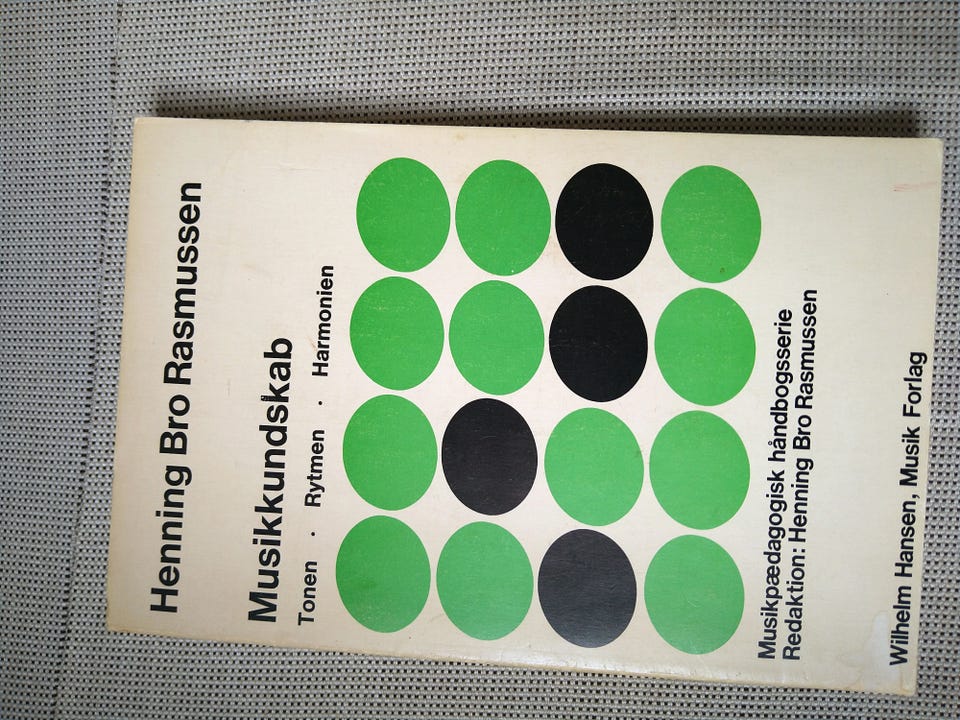 Henning Bro Rasmussen
Musikkundskab
Tonen · Rytmen · Harmonien
Musikpædagogisk håndbogsserie
Redaktion: Henning Bro Rasmussen
Wilhelm Hansen, Musik Forlag